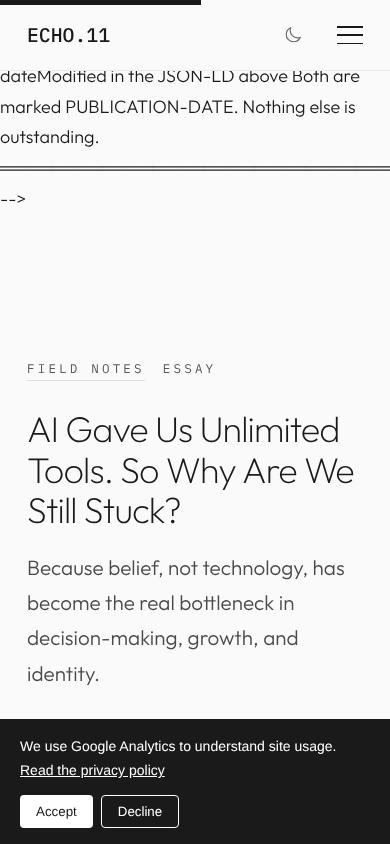 ECHO.11
dateModified in the JSON-LD above Both are
marked PUBLICATION-DATE. Nothing else is
outstanding.
-->
FIELD NOTES ESSAY
AI Gave Us Unlimited
Tools. So Why Are We
Still Stuck?
Because belief, not technology, has
become the real bottleneck in
decision-making, growth, and
identity.
We use Google Analytics to understand site usage.
Read the privacy policy
Accept Decline